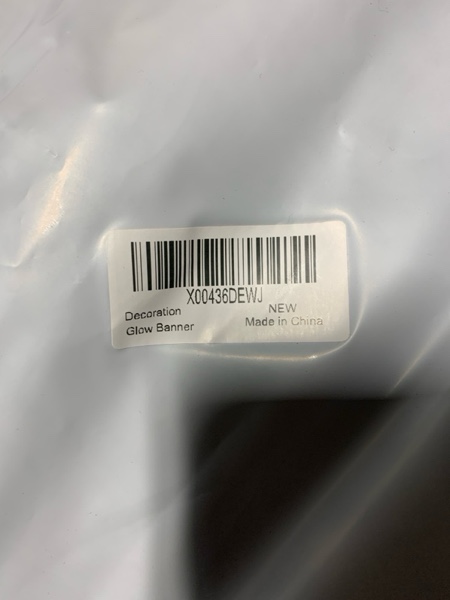 X00436DEWJ
Decoration NEW
Glow Banner Made in China